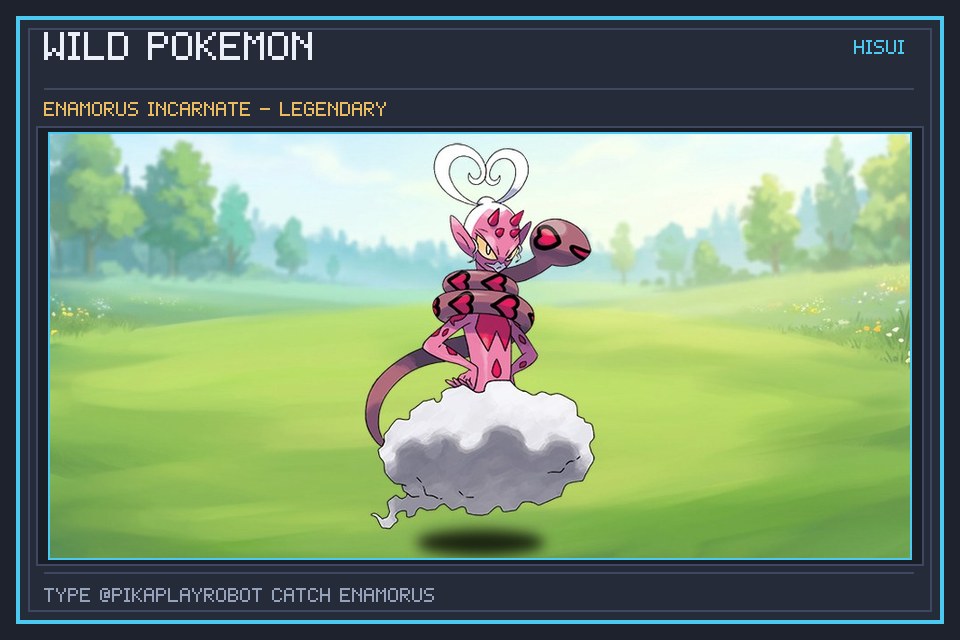 WILD POKEMON
HISUI
ENAMORUS INCARNATE - LEGENDARY
TYPE @PIKAPLAYROBOT CATCH ENAMORUS